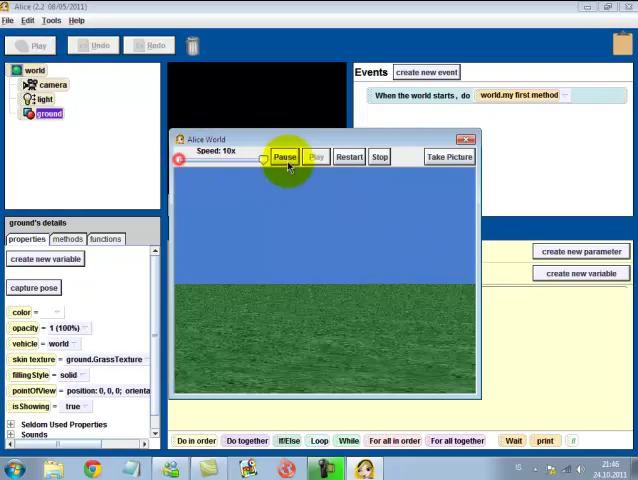 Alice (2.2 08/05/2011)
File Edit Tools Help
Play Undo Redo
world
camera
light
ground
Events create new event
When the world starts, do world.my first method
Alice World
Speed: 10x
Pause Play Restart Stop Take Picture
ground's details
properties methods functions
create new variable
capture pose
color =
opacity = 1 (100%)
vehicle = world
skin texture = ground.GrassTexture
fillingStyle = solid
pointOfView = position: 0, 0, 0; orienta
isShowing = true
Seldom Used Properties
Sounds
create new parameter
create new variable
Do in order Do together If/Else Loop While For all in order For all together Wait print //
IS 21:45
24.10.2011